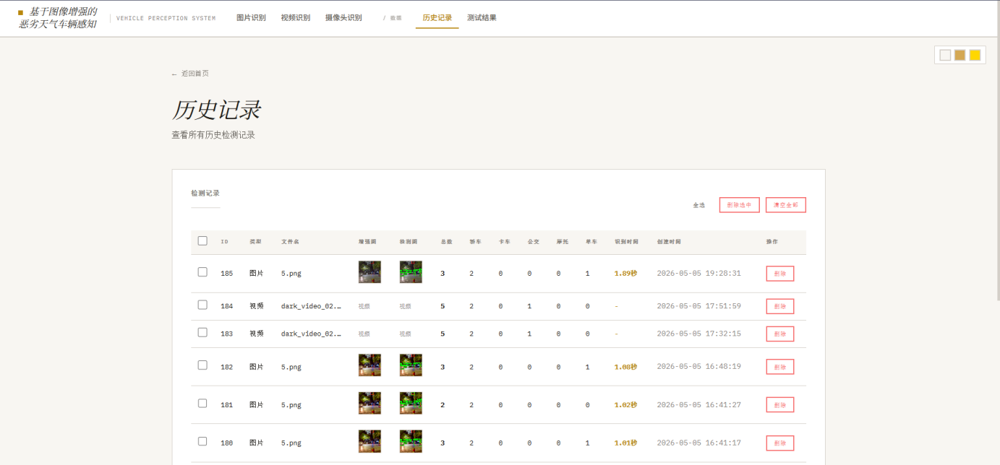 基于图像增强的
恶劣天气车辆感知
VEHICLE PERCEPTION SYSTEM
图片识别 视频识别 摄像头识别 / 数据 历史记录 测试结果
← 返回首页
历史记录
查看所有历史检测记录
检测记录
全选 删除选中 清空全部
ID 类型 文件名 增强图 检测图 总数 轿车 卡车 公交 摩托 单车 识别时间 创建时间 操作
185 图片 5.png 3 2 0 0 0 1 1.89秒 2026-05-05 19:28:31 删除
184 视频 dark_video_02.… 视频 视频 5 2 0 1 0 0 - 2026-05-05 17:51:59 删除
183 视频 dark_video_02.… 视频 视频 5 2 0 1 0 0 - 2026-05-05 17:32:15 删除
182 图片 5.png 3 2 0 0 0 1 1.08秒 2026-05-05 16:48:19 删除
181 图片 5.png 2 2 0 0 0 0 1.02秒 2026-05-05 16:41:27 删除
180 图片 5.png 3 2 0 0 0 1 1.01秒 2026-05-05 16:41:17 删除